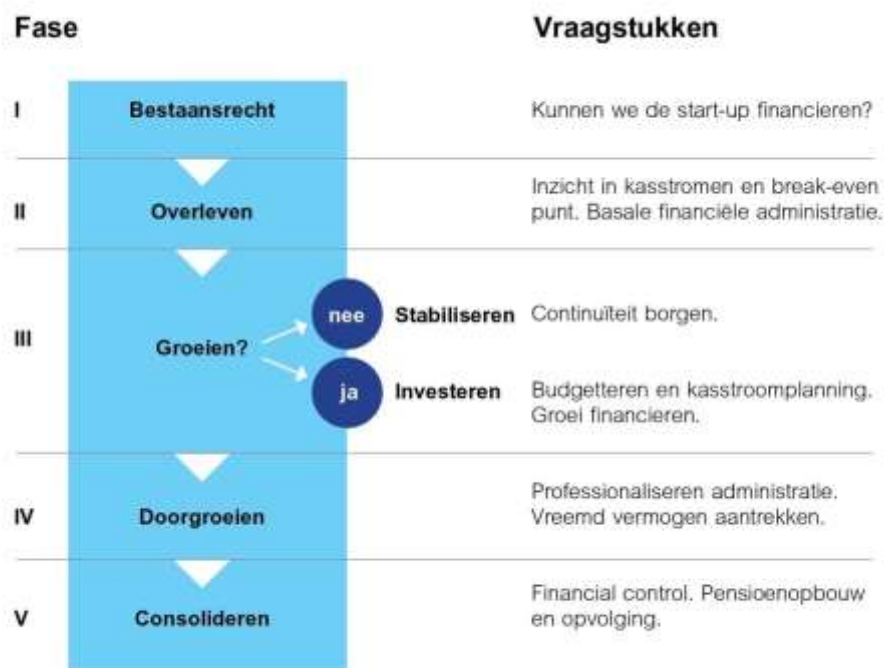 Fase
Vraagstukken
I
Bestaansrecht
Kunnen we de start-up financieren?
II
Overleven
Inzicht in kasstromen en break-even
punt. Basale financiële administratie.
III
Groeien?
nee
Stabiliseren
Continuïteit borgen.
ja
Investeren
Budgetteren en kasstroomplanning.
Groei financieren.
IV
Doorgroeien
Professionaliseren administratie.
Vreemd vermogen aantrekken.
V
Consolideren
Financial control. Pensioenopbouw
en opvolging.